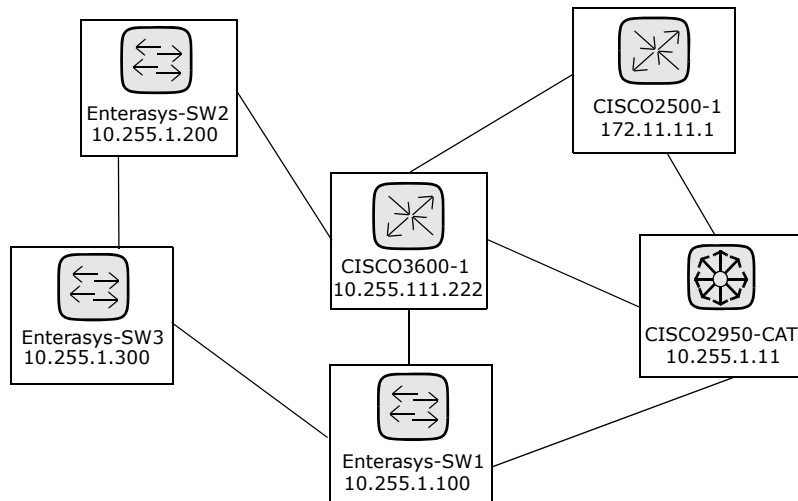 Enterasys-SW2
10.255.1.200
CISCO2500-1
172.11.11.1
CISCO3600-1
10.255.111.222
Enterasys-SW3
10.255.1.300
CISCO2950-CAT
10.255.1.11
Enterasys-SW1
10.255.1.100